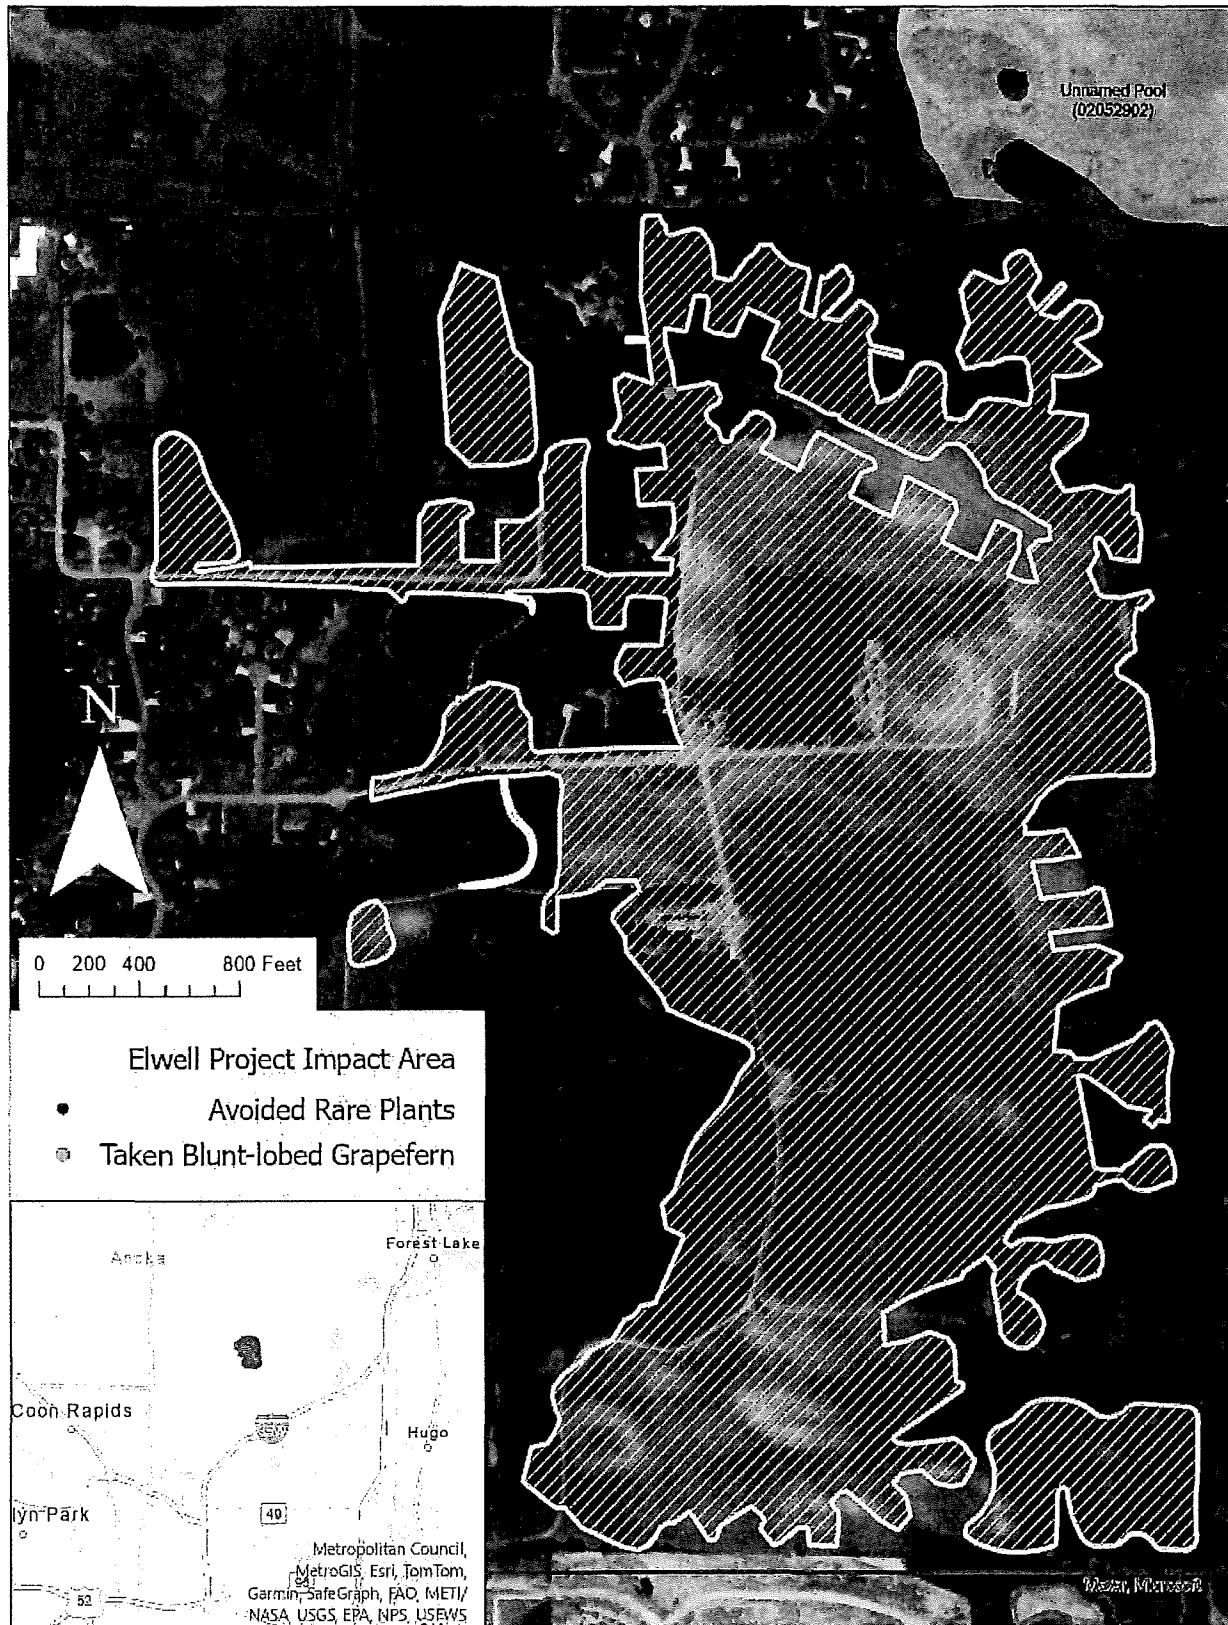 Unnamed Pool
(02052902)
N
0 200 400 800 Feet
Elwell Project Impact Area
Avoided Rare Plants
Taken Blunt-lobed Grapefern
Anoka
Forest Lake
Coon Rapids
Hugo
49
lyn Park
52
Metropolitan Council,
MetroGIS, Esri, TomTom,
Garmin, SafeGraph, FAO, METI/
NASA, USGS, EPA, NPS, USFWS
Maxar, Microsoft